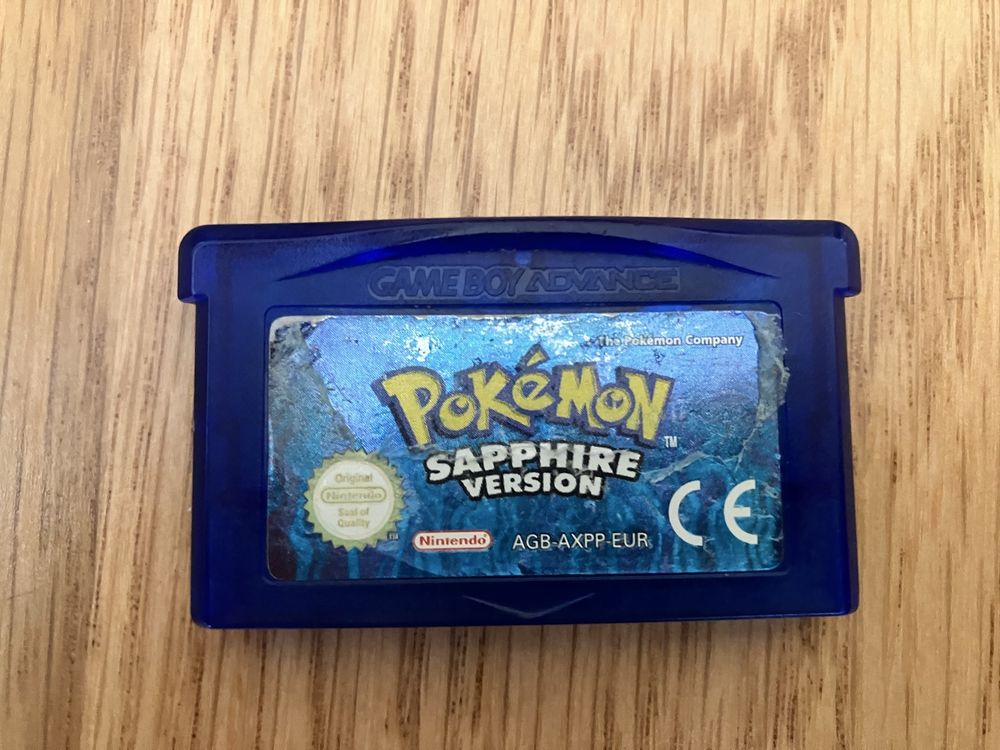 GAME BOY ADVANCE
The Pokémon Company
POKéMON
TM
SAPPHIRE
VERSION
Original
Nintendo
Seal of
Quality
Nintendo
AGB-AXPP-EUR
CE